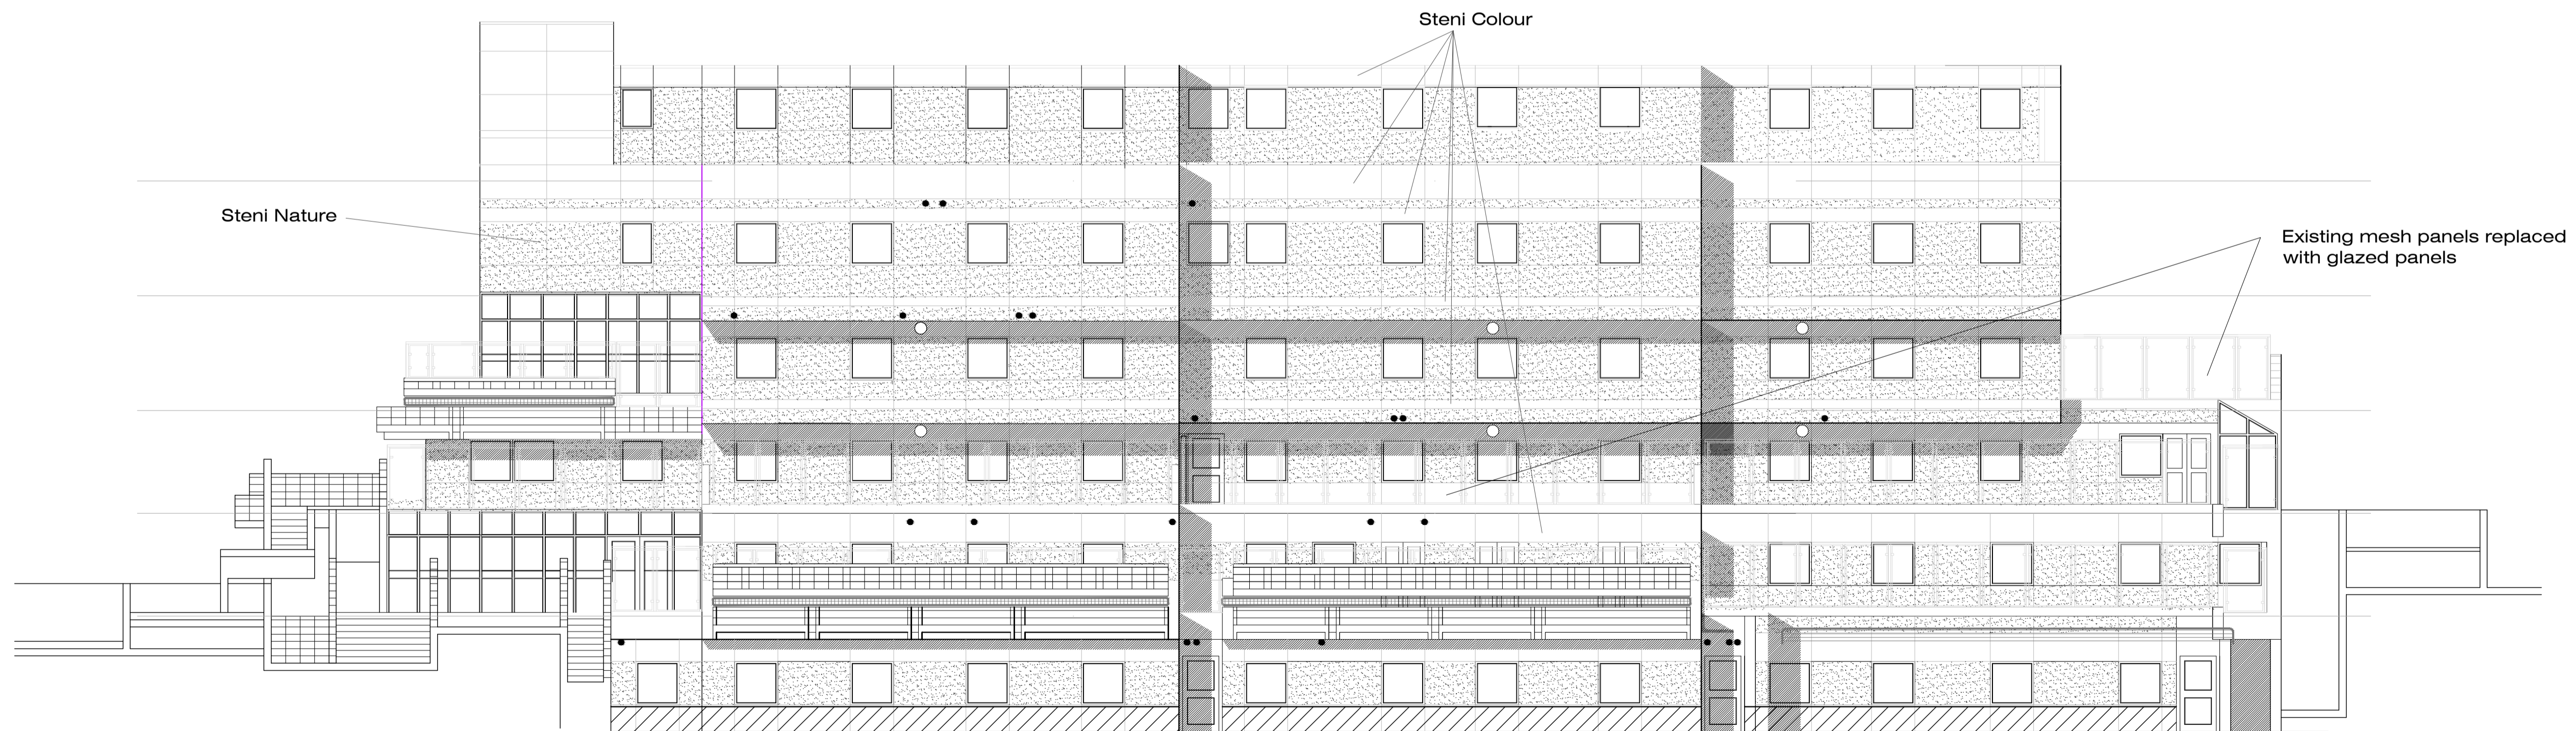 Steni Colour
Steni Nature
Existing mesh panels replaced
with glazed panels